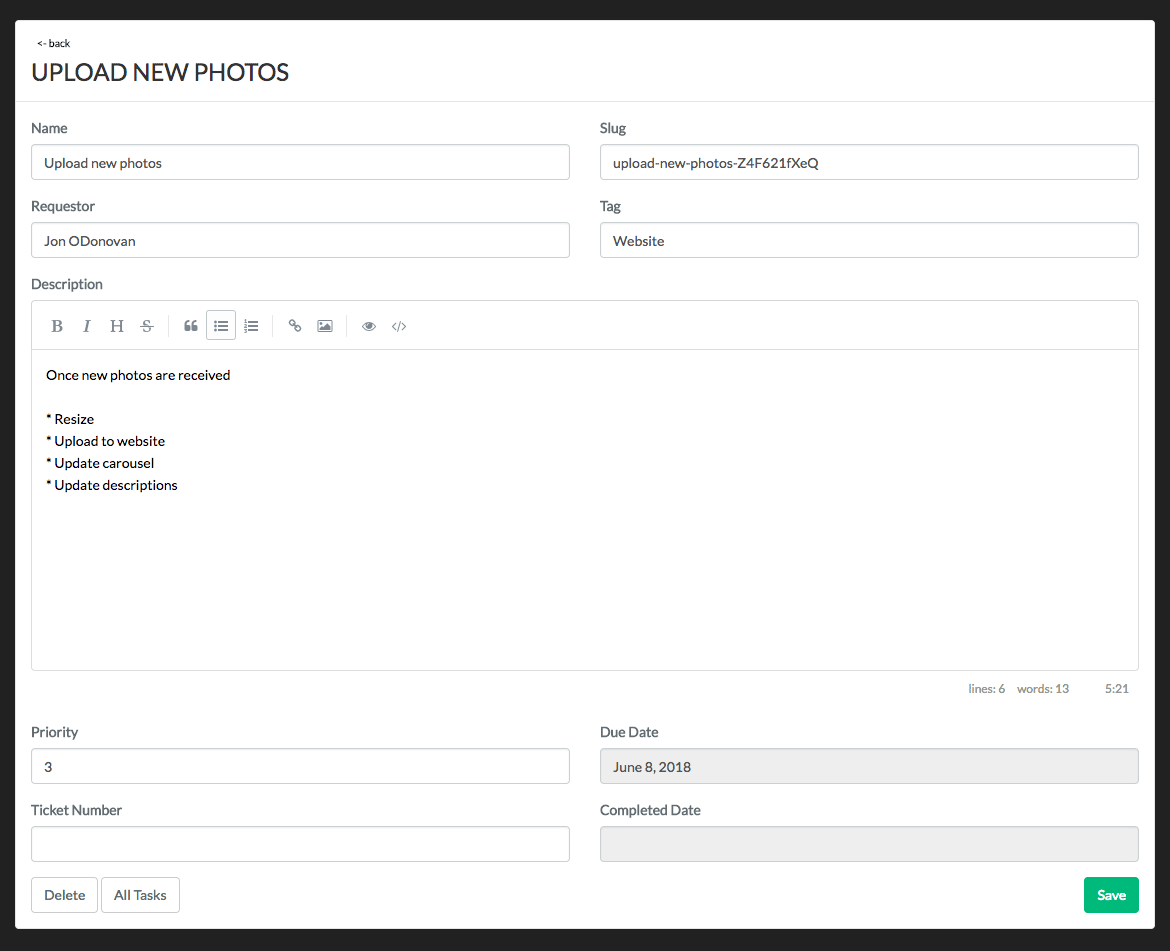 <- back
UPLOAD NEW PHOTOS
Name
Slug
Upload new photos
upload-new-photos-Z4F621fXeQ
Requestor
Tag
Jon ODonovan
Website
Description
B I H S
Once new photos are received
* Resize
* Upload to website
* Update carousel
* Update descriptions
lines: 6 words: 13 5:21
Priority
Due Date
3
June 8, 2018
Ticket Number
Completed Date
Delete All Tasks Save